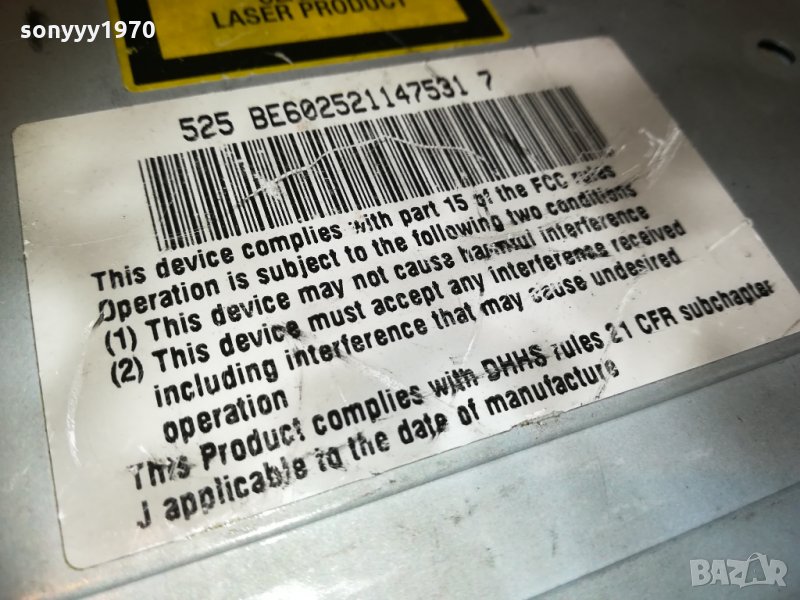 sonyyy1970
LASER PRODUCT
525 BE602521147531 7
This device complies with part 15 of the FCC rules
Operation is subject to the following two conditions
(1) This device may not cause harmful interference
(2) This device must accept any interference received
including interference that may cause undesired
operation
This Product complies with DHHS rules 21 CFR subchapter
J applicable to the date of manufacture
BAZAR